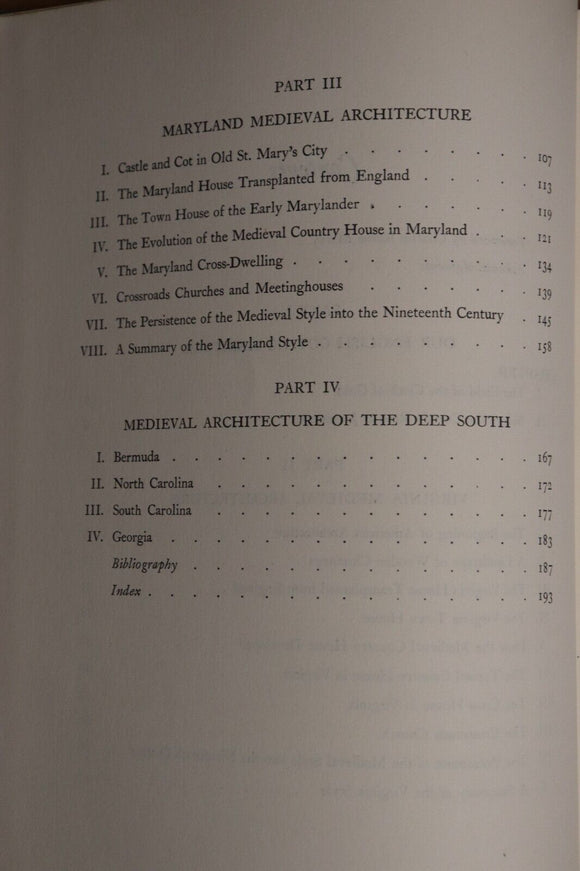 PART III
MARYLAND MEDIEVAL ARCHITECTURE
I. Castle and Cot in Old St. Mary's City . . . . . . . 107
II. The Maryland House Transplanted from England . . . . . 113
III. The Town House of the Early Marylander . . . . . . 119
IV. The Evolution of the Medieval Country House in Maryland . . . 121
V. The Maryland Cross-Dwelling . . . . . . . . . 134
VI. Crossroads Churches and Meetinghouses . . . . . . . 139
VII. The Persistence of the Medieval Style into the Nineteenth Century . 145
VIII. A Summary of the Maryland Style . . . . . . . . 158
PART IV
MEDIEVAL ARCHITECTURE OF THE DEEP SOUTH
I. Bermuda . . . . . . . . . . . . . 167
II. North Carolina . . . . . . . . . . . 172
III. South Carolina . . . . . . . . . . . 177
IV. Georgia . . . . . . . . . . . . . 183
Bibliography . . . . . . . . . . . . 187
Index . . . . . . . . . . . . . . 193